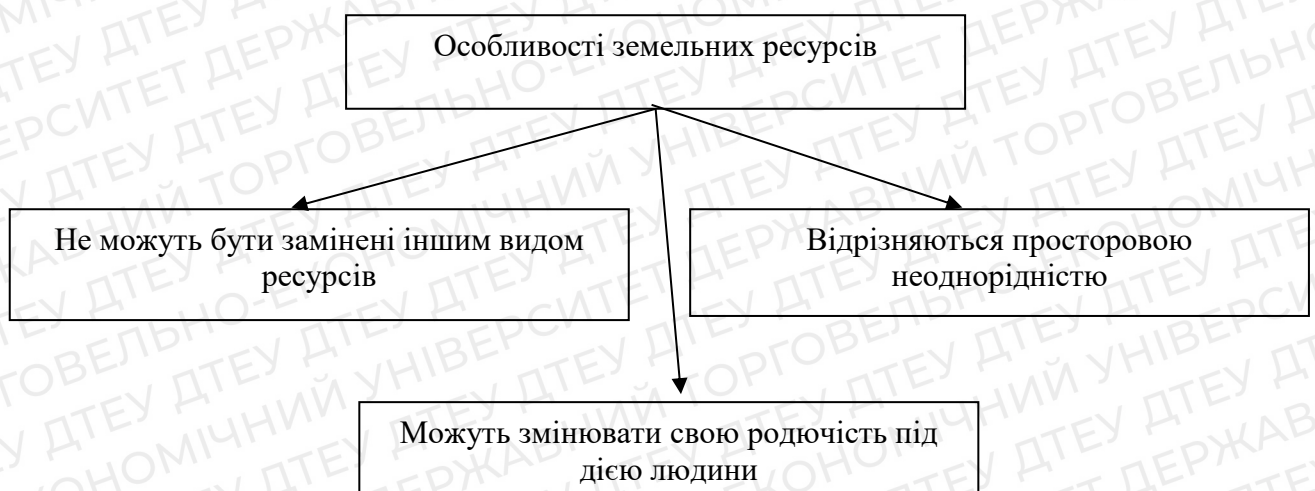 Особливості земельних ресурсів
Не можуть бути замінені іншим видом
ресурсів
Відрізняються просторовою
неоднорідністю
Можуть змінювати свою родючість під
дією людини